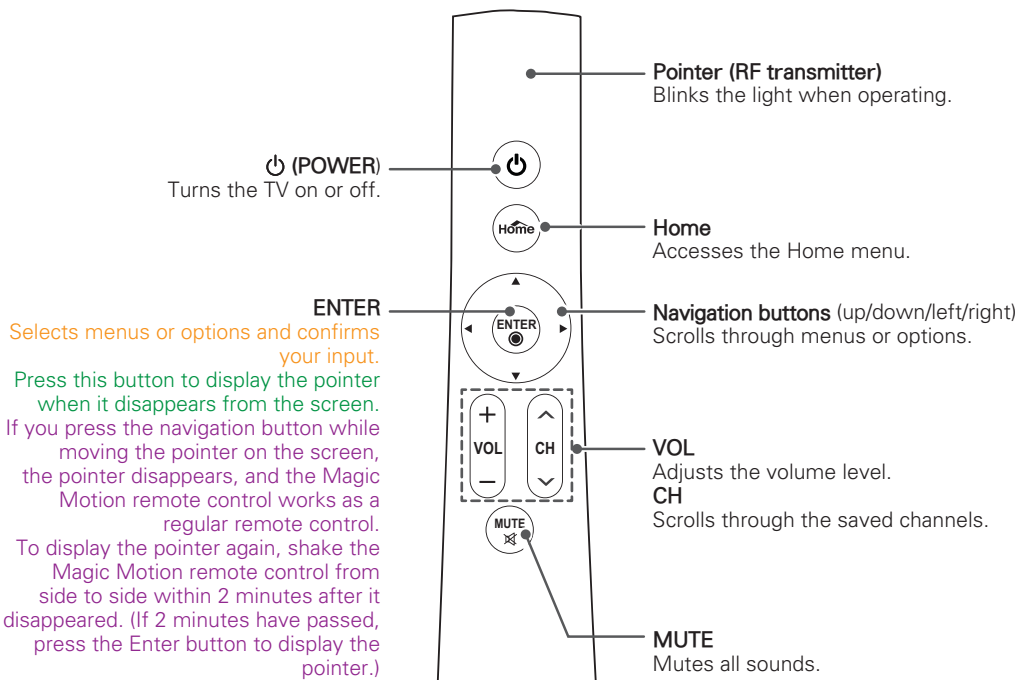 Pointer (RF transmitter)
Blinks the light when operating.
⏻ (POWER)
Turns the TV on or off.
Home
Home
Accesses the Home menu.
ENTER
Selects menus or options and confirms
your input.
Press this button to display the pointer
when it disappears from the screen.
If you press the navigation button while
moving the pointer on the screen,
the pointer disappears, and the Magic
Motion remote control works as a
regular remote control.
To display the pointer again, shake the
Magic Motion remote control from
side to side within 2 minutes after it
disappeared. (If 2 minutes have passed,
press the Enter button to display the
pointer.)
ENTER
Navigation buttons (up/down/left/right)
Scrolls through menus or options.
+
VOL
−
CH
VOL
Adjusts the volume level.
CH
Scrolls through the saved channels.
MUTE
MUTE
Mutes all sounds.